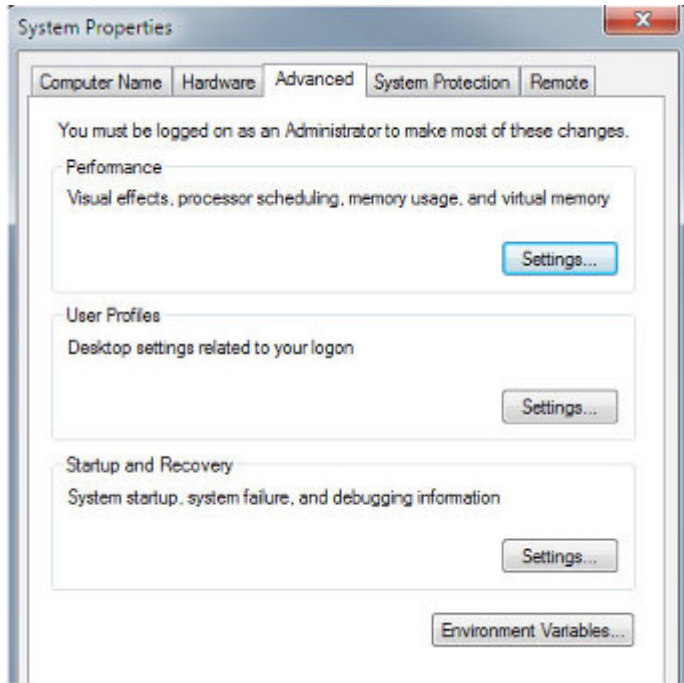 System Properties
Computer Name Hardware Advanced System Protection Remote
You must be logged on as an Administrator to make most of these changes.
Performance
Visual effects, processor scheduling, memory usage, and virtual memory
Settings...
User Profiles
Desktop settings related to your logon
Settings...
Startup and Recovery
System startup, system failure, and debugging information
Settings...
Environment Variables...